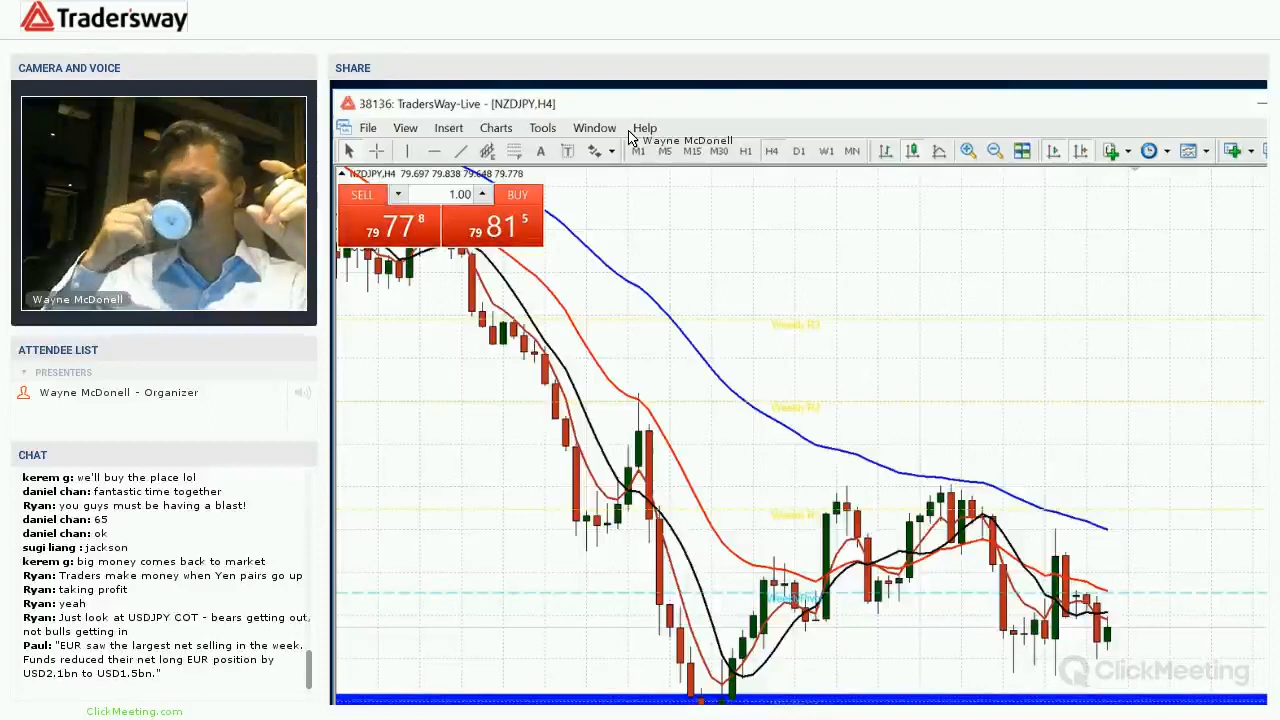 Tradersway
CAMERA AND VOICE
SHARE
38136: TradersWay-Live - [NZDJPY,H4]
File View Insert Charts Tools Window Help
Wayne McDonell
M1 M5 M15 M30 H1 H4 D1 W1 MN
NZDJPY,H4 79.697 79.838 79.648 79.778
SELL 1.00 BUY
79 77 8 79 81 5
Wayne McDonell
Weekly R3
Weekly R2
ATTENDEE LIST
PRESENTERS
Wayne McDonell - Organizer
CHAT
kerem g: we'll buy the place lol
daniel chan: fantastic time together
Ryan: you guys must be having a blast!
daniel chan: 65
daniel chan: ok
sugi liang : jackson
kerem g: big money comes back to market
Ryan: Traders make money when Yen pairs go up
Ryan: taking profit
Ryan: yeah
Ryan: Just look at USDJPY COT - bears getting out,
not bulls getting in
Paul: "EUR saw the largest net selling in the week.
Funds reduced their net long EUR position by
USD2.1bn to USD1.5bn."
ClickMeeting
ClickMeeting.com